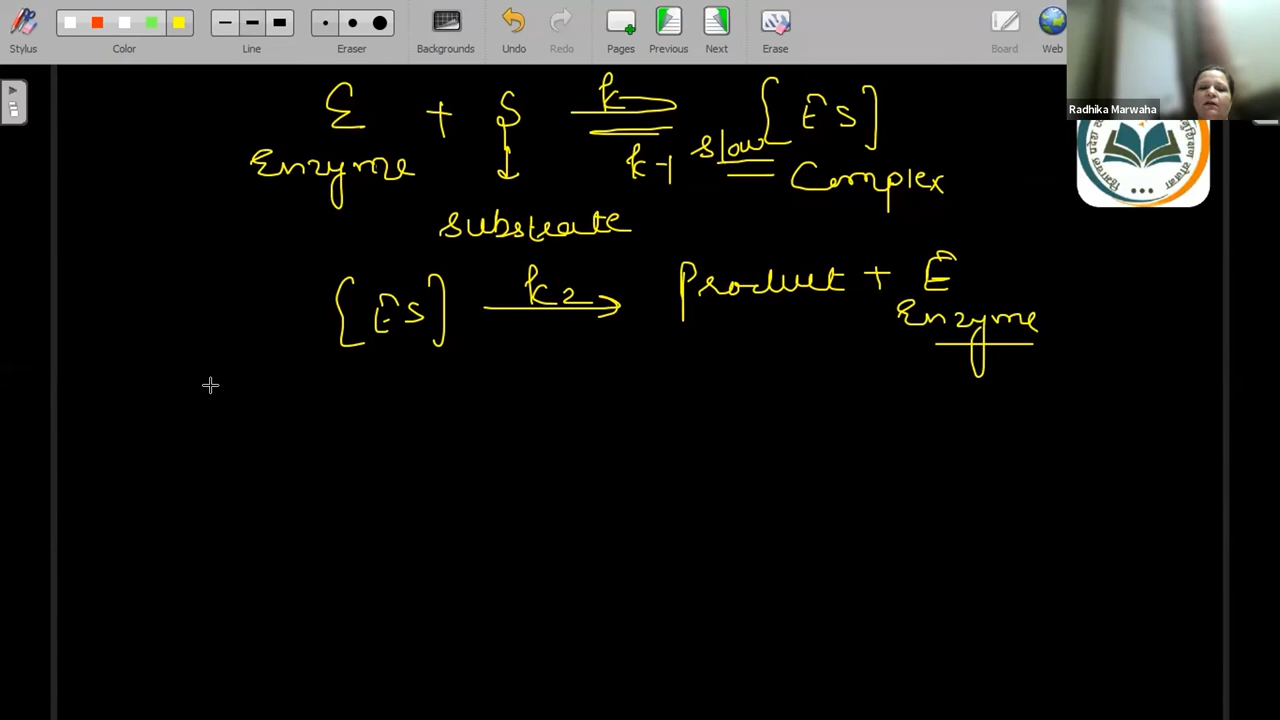 Stylus Color Line Eraser Backgrounds Undo Redo Pages Previous Next Erase Board Web
Radhika Marwaha
E + S k [ES]
k-1 slow
Enzyme Complex
substrate
[ES] k2 Product + E
Enzyme